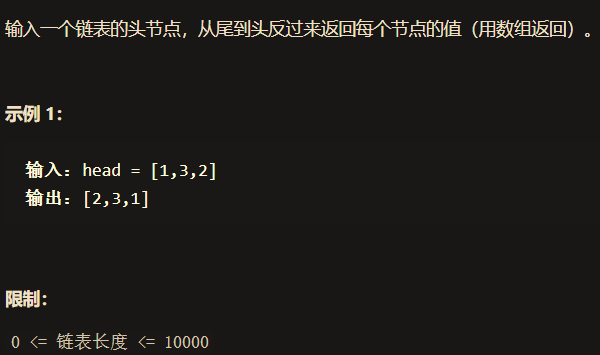 输入一个链表的头节点，从尾到头反过来返回每个节点的值（用数组返回）。
示例 1：
输入：head = [1,3,2]
输出：[2,3,1]
限制：
0 <= 链表长度 <= 10000